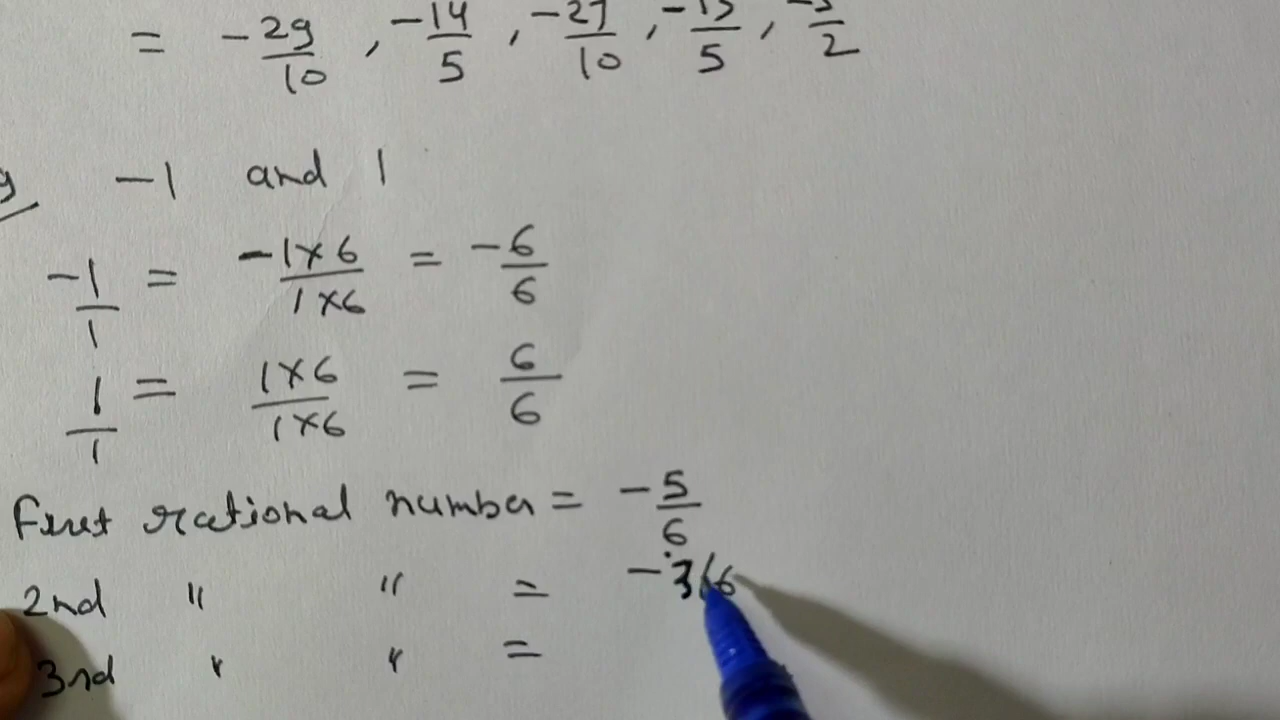 = -29/10 , -14/5 , -27/10 , -13/5 , /2
-1 and 1
-1/1 = -1×6/1×6 = -6/6
1/1 = 1×6/1×6 = 6/6
First rational number = -5/6
2nd " " = -3/6
3rd " " =